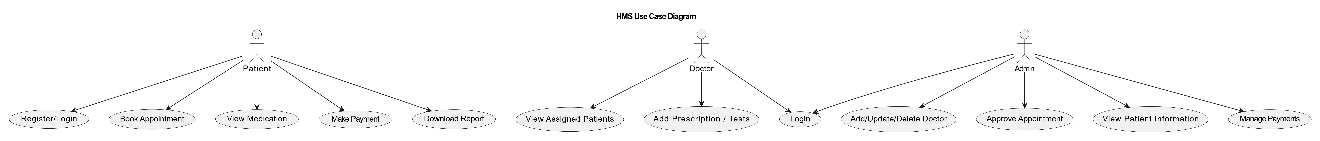 HMS Use Case Diagram
Patient
Doctor
Admin
Register/Login
Book Appointment
View Medication
Make Payment
Download Report
View Assigned Patients
Add Prescription / Tests
Login
Add/Update/Delete Doctor
Approve Appointment
View Patient Information
Manage Payments